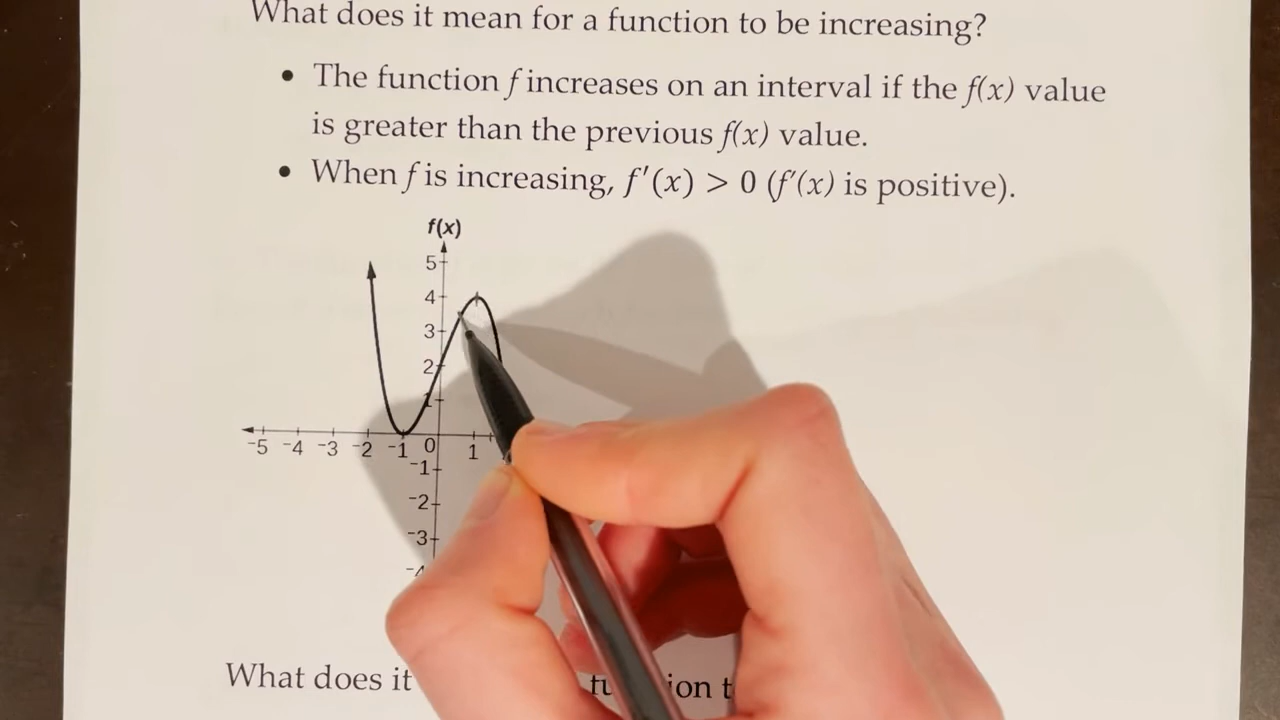 What does it mean for a function to be increasing?
• The function f increases on an interval if the f(x) value
is greater than the previous f(x) value.
• When f is increasing, f′(x) > 0 (f′(x) is positive).
f(x)
5
4
3
2
1
-5 -4 -3 -2 -1 0 1
-1
-2
-3
What does it